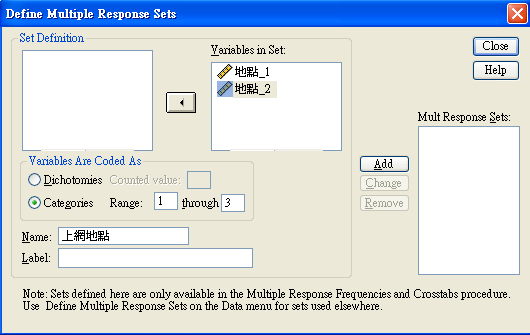 Define Multiple Response Sets
Set Definition
Variables in Set:
地點_1
地點_2
Close
Help
Mult Response Sets:
Variables Are Coded As
Dichotomies Counted value:
Categories Range: 1 through 3
Add
Change
Remove
Name: 上網地點
Label:
Note: Sets defined here are only available in the Multiple Response Frequencies and Crosstabs procedure.
Use Define Multiple Response Sets on the Data menu for sets used elsewhere.